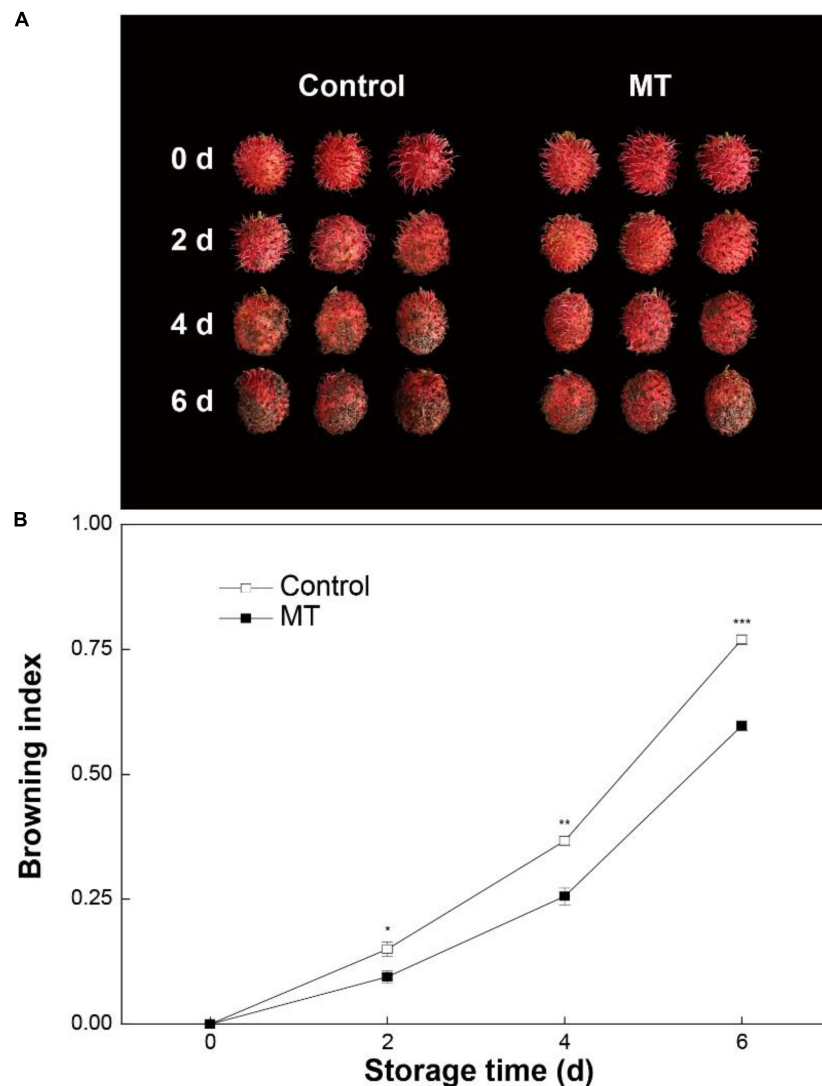 A
Control MT
0 d
2 d
4 d
6 d
B
1.00
0.75
0.50
0.25
0.00
Browning index
Control
MT
*
**
***
0 2 4 6
Storage time (d)